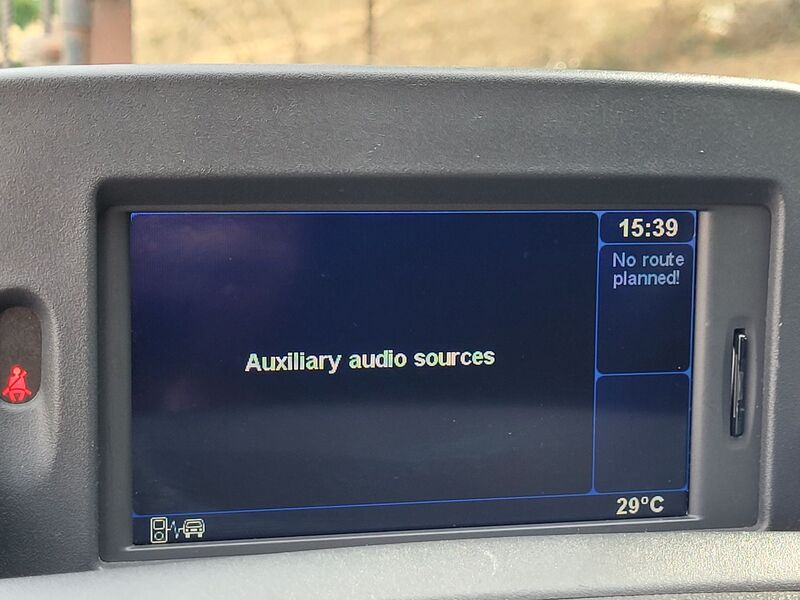 15:39
No route
planned!
Auxiliary audio sources
29°C